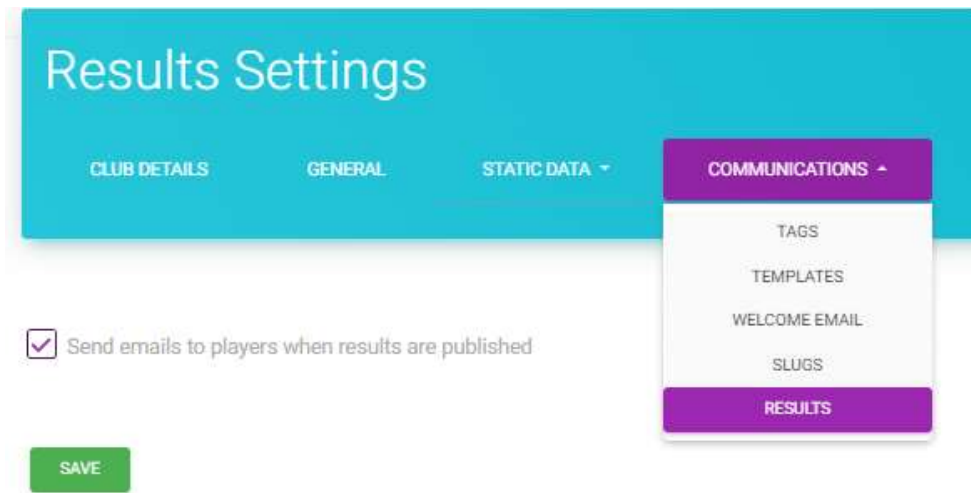 Results Settings
CLUB DETAILS GENERAL STATIC DATA COMMUNICATIONS
TAGS
TEMPLATES
WELCOME EMAIL
SLUGS
RESULTS
Send emails to players when results are published
SAVE